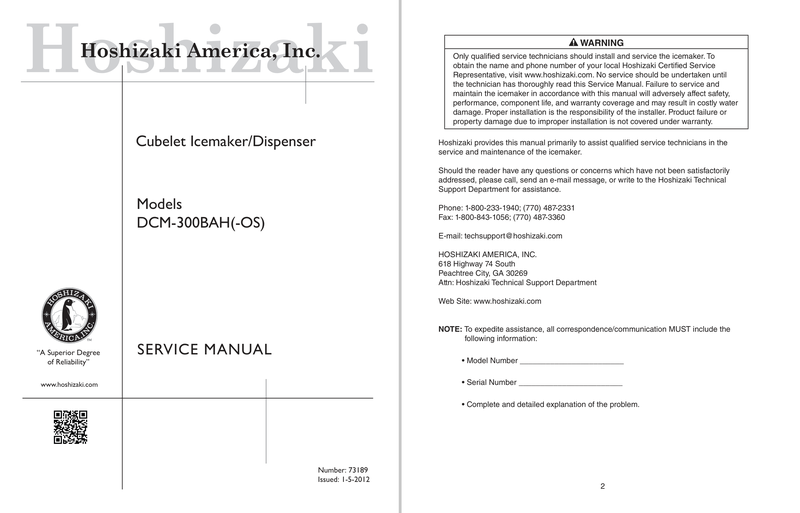 Hoshizaki
Hoshizaki America, Inc.
Cubelet Icemaker/Dispenser
Models
DCM-300BAH(-OS)
HOSHIZAKI
AMERICA, INC.
TM
“A Superior Degree
of Reliability”
www.hoshizaki.com
SERVICE MANUAL
Number: 73189
Issued: 1-5-2012
WARNING
Only qualified service technicians should install and service the icemaker. To
obtain the name and phone number of your local Hoshizaki Certified Service
Representative, visit www.hoshizaki.com. No service should be undertaken until
the technician has thoroughly read this Service Manual. Failure to service and
maintain the icemaker in accordance with this manual will adversely affect safety,
performance, component life, and warranty coverage and may result in costly water
damage. Proper installation is the responsibility of the installer. Product failure or
property damage due to improper installation is not covered under warranty.
Hoshizaki provides this manual primarily to assist qualified service technicians in the
service and maintenance of the icemaker.
Should the reader have any questions or concerns which have not been satisfactorily
addressed, please call, send an e-mail message, or write to the Hoshizaki Technical
Support Department for assistance.
Phone: 1-800-233-1940; (770) 487-2331
Fax: 1-800-843-1056; (770) 487-3360
E-mail: techsupport@hoshizaki.com
HOSHIZAKI AMERICA, INC.
618 Highway 74 South
Peachtree City, GA 30269
Attn: Hoshizaki Technical Support Department
Web Site: www.hoshizaki.com
NOTE: To expedite assistance, all correspondence/communication MUST include the
following information:
• Model Number ________________________
• Serial Number ________________________
• Complete and detailed explanation of the problem.
2